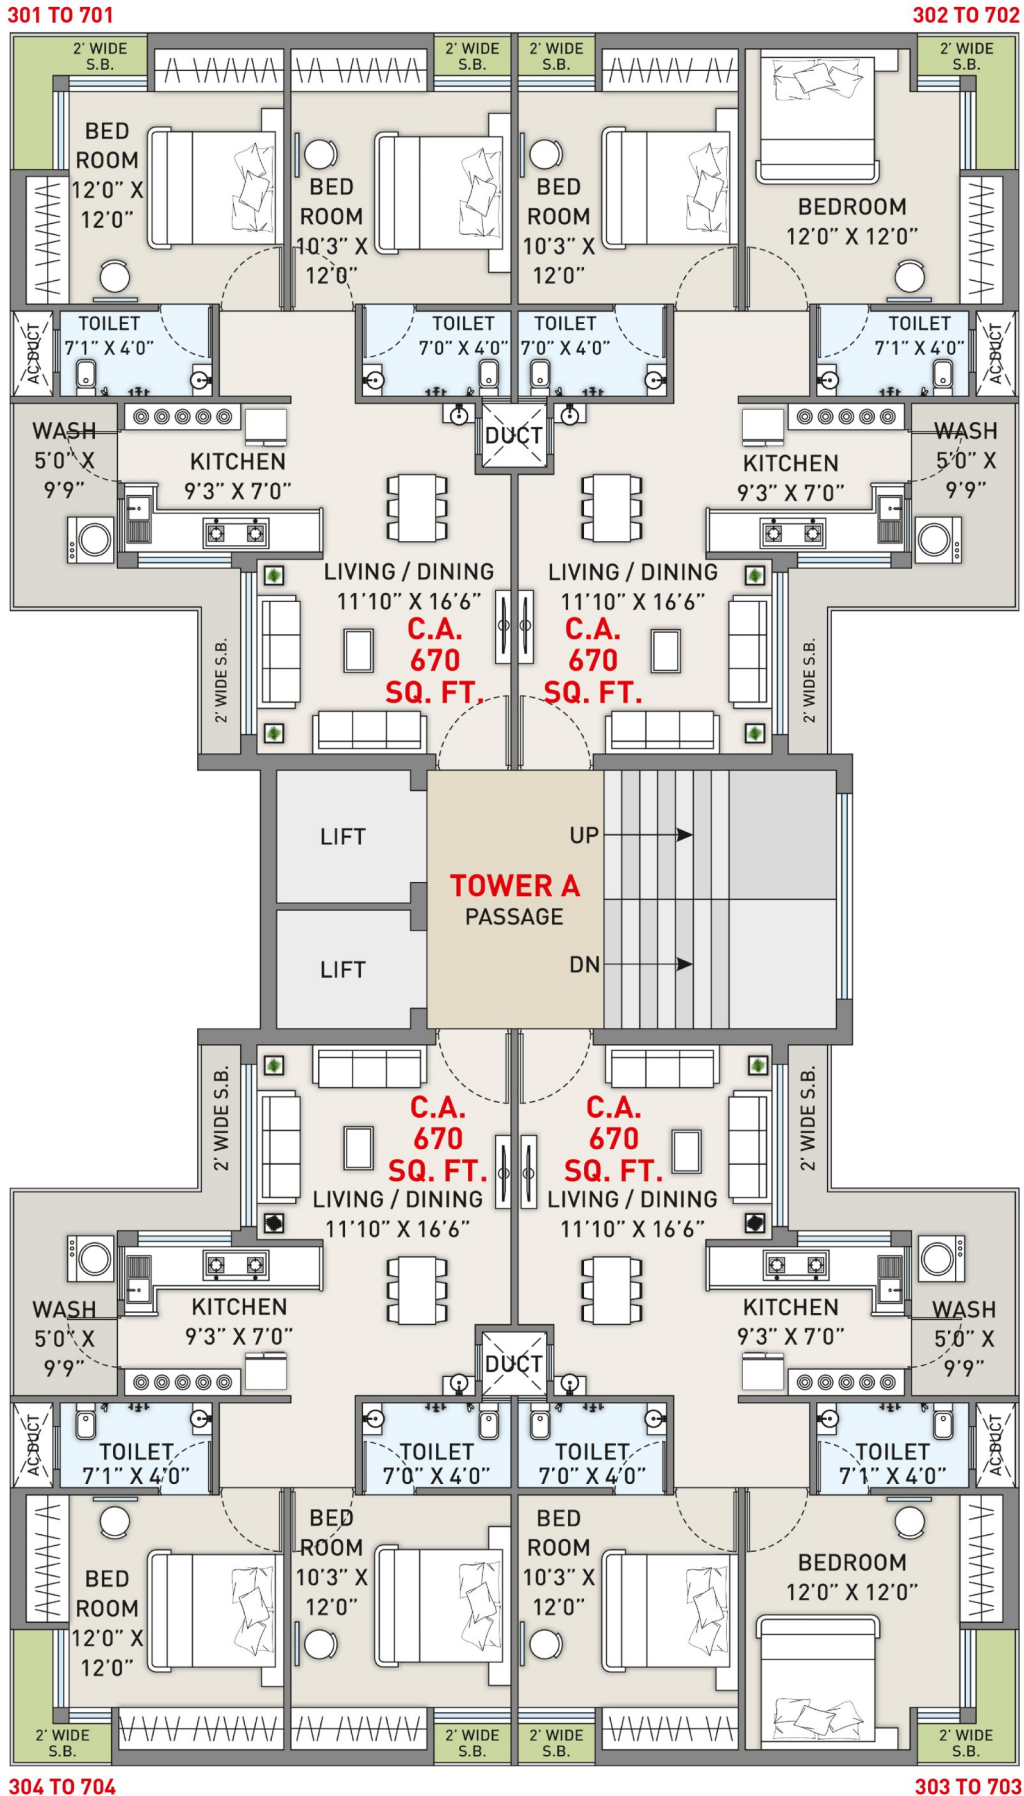 301 TO 701
302 TO 702
2' WIDE
S.B.
2' WIDE
S.B.
2' WIDE
S.B.
2' WIDE
S.B.
BED
ROOM
12'0" X
12'0"
BED
ROOM
10'3" X
12'0"
BED
ROOM
10'3" X
12'0"
BEDROOM
12'0" X 12'0"
AC DUCT
TOILET
7'1" X 4'0"
TOILET
7'0" X 4'0"
TOILET
7'0" X 4'0"
TOILET
7'1" X 4'0"
AC DUCT
WASH
5'0" X
9'9"
KITCHEN
9'3" X 7'0"
DUCT
KITCHEN
9'3" X 7'0"
WASH
5'0" X
9'9"
LIVING / DINING
11'10" X 16'6"
C.A.
670
SQ. FT.
LIVING / DINING
11'10" X 16'6"
C.A.
670
SQ. FT.
2' WIDE S.B.
2' WIDE S.B.
LIFT
UP
TOWER A
PASSAGE
LIFT
DN
2' WIDE S.B.
2' WIDE S.B.
C.A.
670
SQ. FT.
LIVING / DINING
11'10" X 16'6"
C.A.
670
SQ. FT.
LIVING / DINING
11'10" X 16'6"
WASH
5'0" X
9'9"
KITCHEN
9'3" X 7'0"
DUCT
KITCHEN
9'3" X 7'0"
WASH
5'0" X
9'9"
AC DUCT
TOILET
7'1" X 4'0"
TOILET
7'0" X 4'0"
TOILET
7'0" X 4'0"
TOILET
7'1" X 4'0"
AC DUCT
BED
ROOM
12'0" X
12'0"
BED
ROOM
10'3" X
12'0"
BED
ROOM
10'3" X
12'0"
BEDROOM
12'0" X 12'0"
2' WIDE
S.B.
2' WIDE
S.B.
2' WIDE
S.B.
2' WIDE
S.B.
304 TO 704
303 TO 703